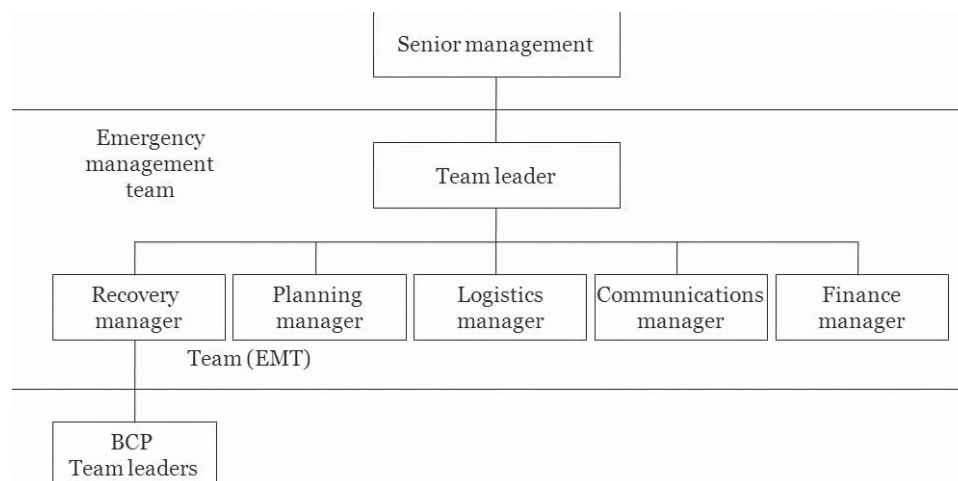 Senior management
Emergency
management
team
Team leader
Recovery
manager
Planning
manager
Logistics
manager
Communications
manager
Finance
manager
Team (EMT)
BCP
Team leaders